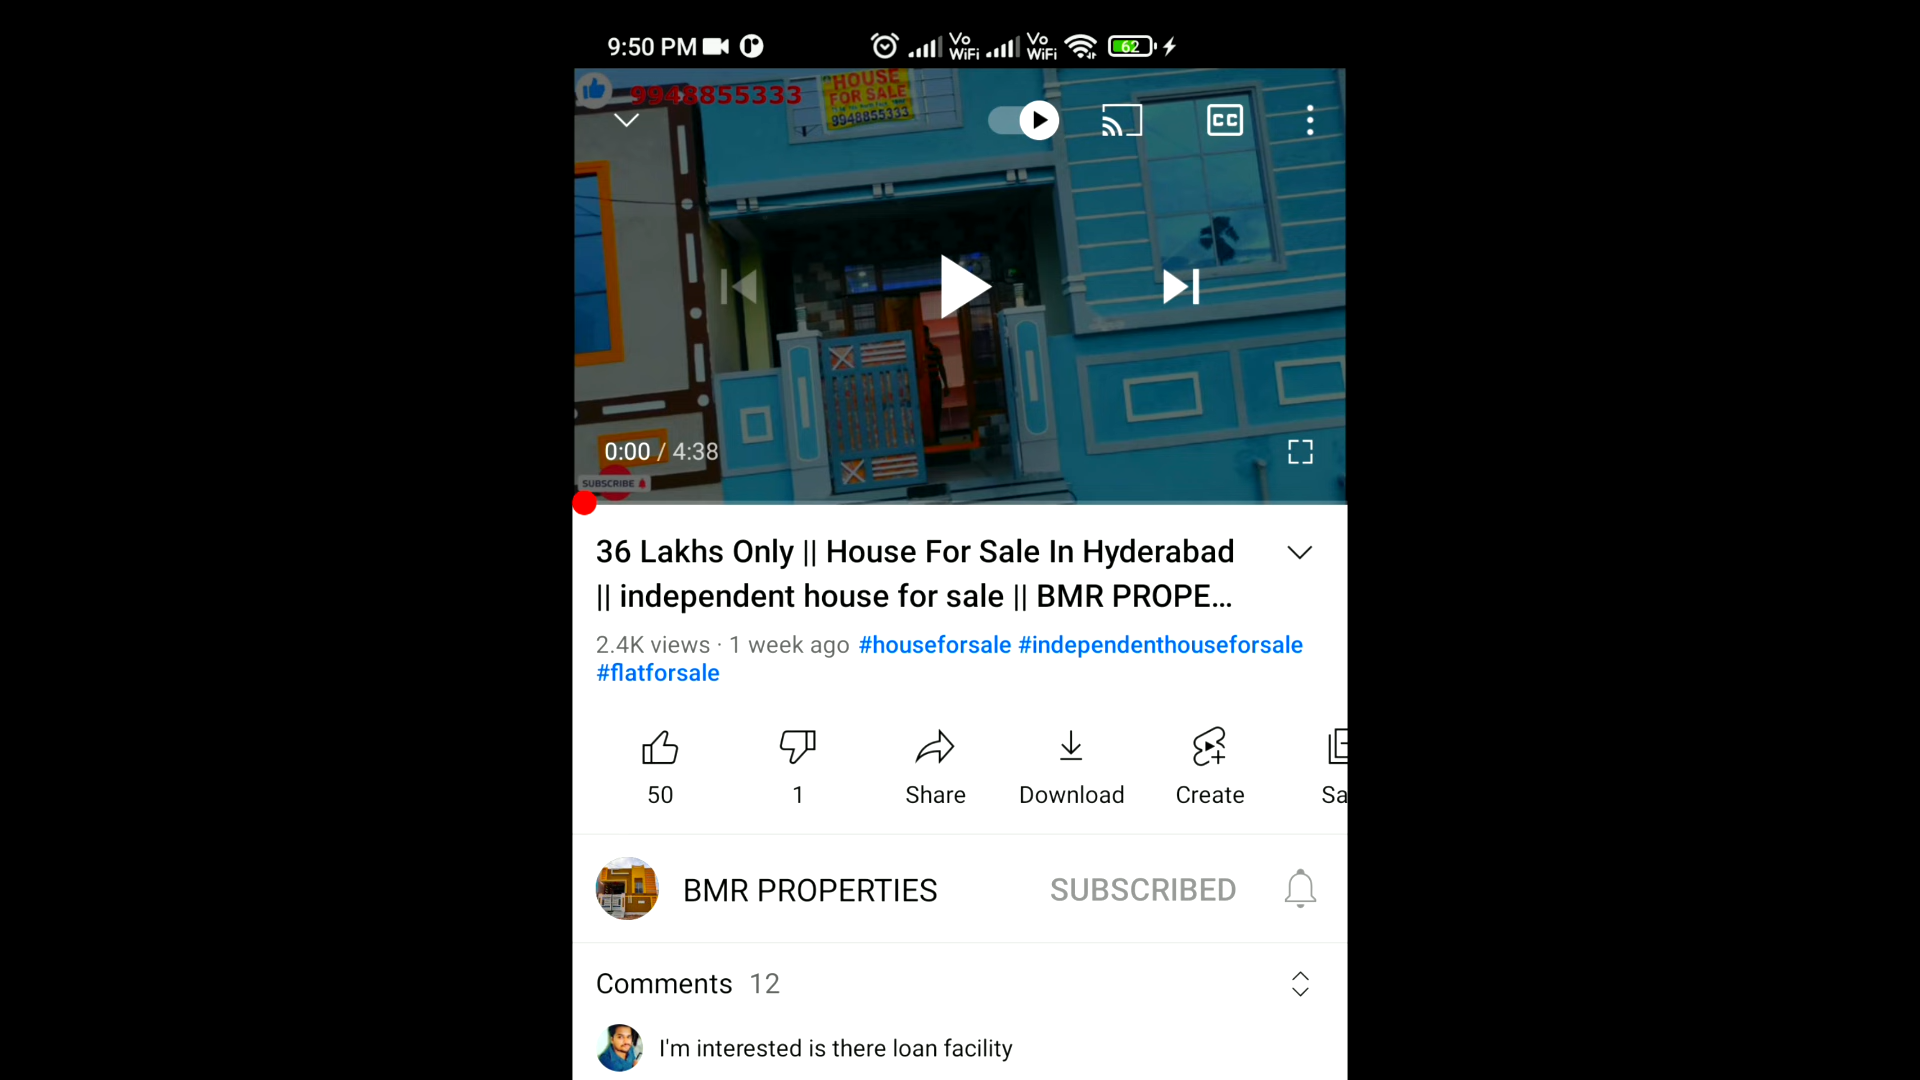 9:50 PM
Vo
WiFi
Vo
WiFi
62
9948855333
HOUSE
FOR SALE
9948855333
CC
0:00 / 4:38
SUBSCRIBE
36 Lakhs Only || House For Sale In Hyderabad
|| independent house for sale || BMR PROPE...
2.4K views · 1 week ago #houseforsale #independenthouseforsale
#flatforsale
50
1
Share
Download
Create
Sa
BMR PROPERTIES
SUBSCRIBED
Comments 12
I'm interested is there loan facility